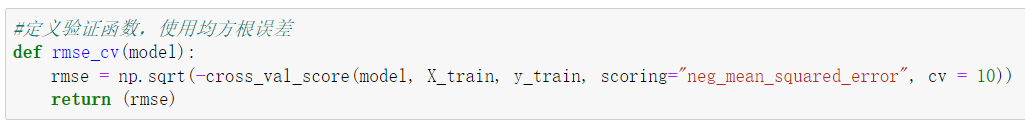 #定义验证函数，使用均方根误差
def rmse_cv(model):
    rmse = np.sqrt(-cross_val_score(model, X_train, y_train, scoring="neg_mean_squared_error", cv = 10))
    return (rmse)